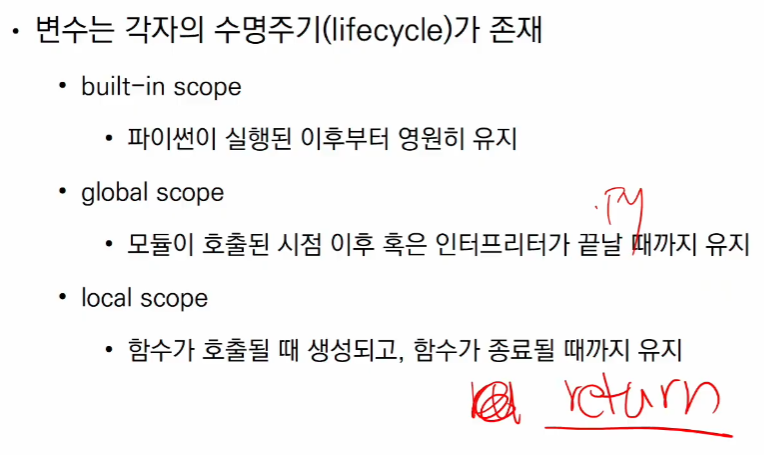 • 변수는 각자의 수명주기(lifecycle)가 존재
• built-in scope
• 파이썬이 실행된 이후부터 영원히 유지
• global scope
.py
• 모듈이 호출된 시점 이후 혹은 인터프리터가 끝날 때까지 유지
• local scope
• 함수가 호출될 때 생성되고, 함수가 종료될 때까지 유지
return